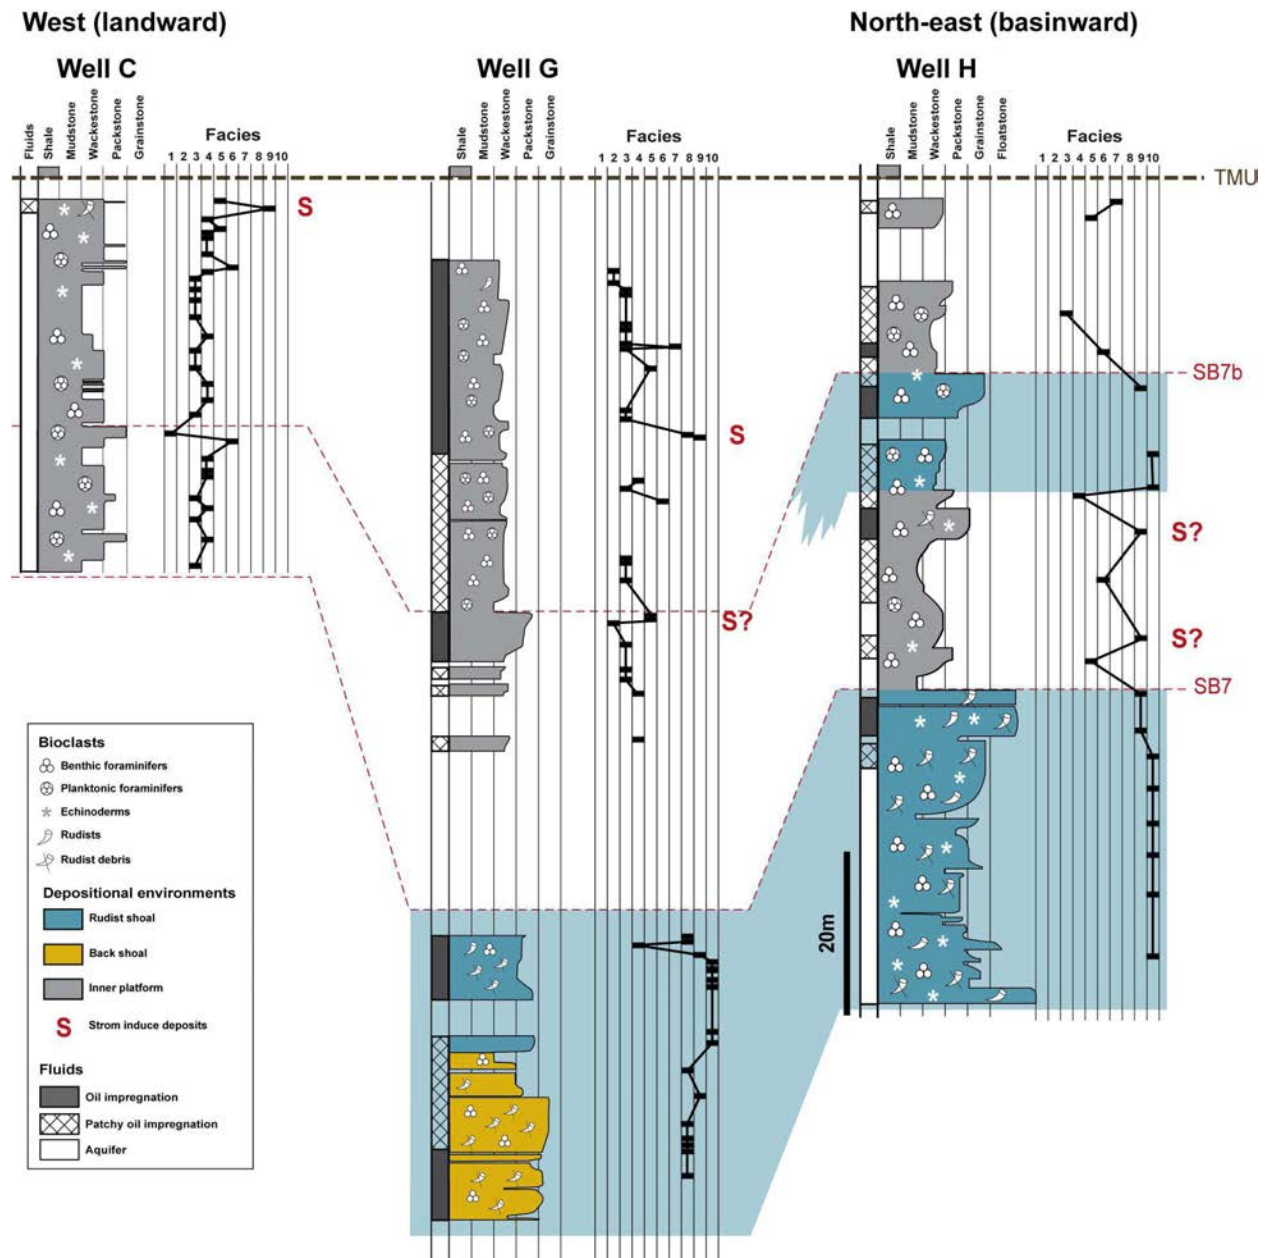 West (landward)
North-east (basinward)
Well C
Well G
Well H
Fluids
Shale
Mudstone
Wackestone
Packstone
Grainstone
Facies
1 2 3 4 5 6 7 8 9 10
Shale
Mudstone
Wackestone
Packstone
Grainstone
Facies
1 2 3 4 5 6 7 8 9 10
Shale
Mudstone
Wackestone
Packstone
Grainstone
Floatstone
Facies
1 2 3 4 5 6 7 8 9 10
TMU
S
SB7b
S
S?
S?
S?
SB7
20m
Bioclasts
Benthic foraminifers
Planktonic foraminifers
Echinoderms
Rudists
Rudist debris
Depositional environments
Rudist shoal
Back shoal
Inner platform
S Strom induce deposits
Fluids
Oil impregnation
Patchy oil impregnation
Aquifer